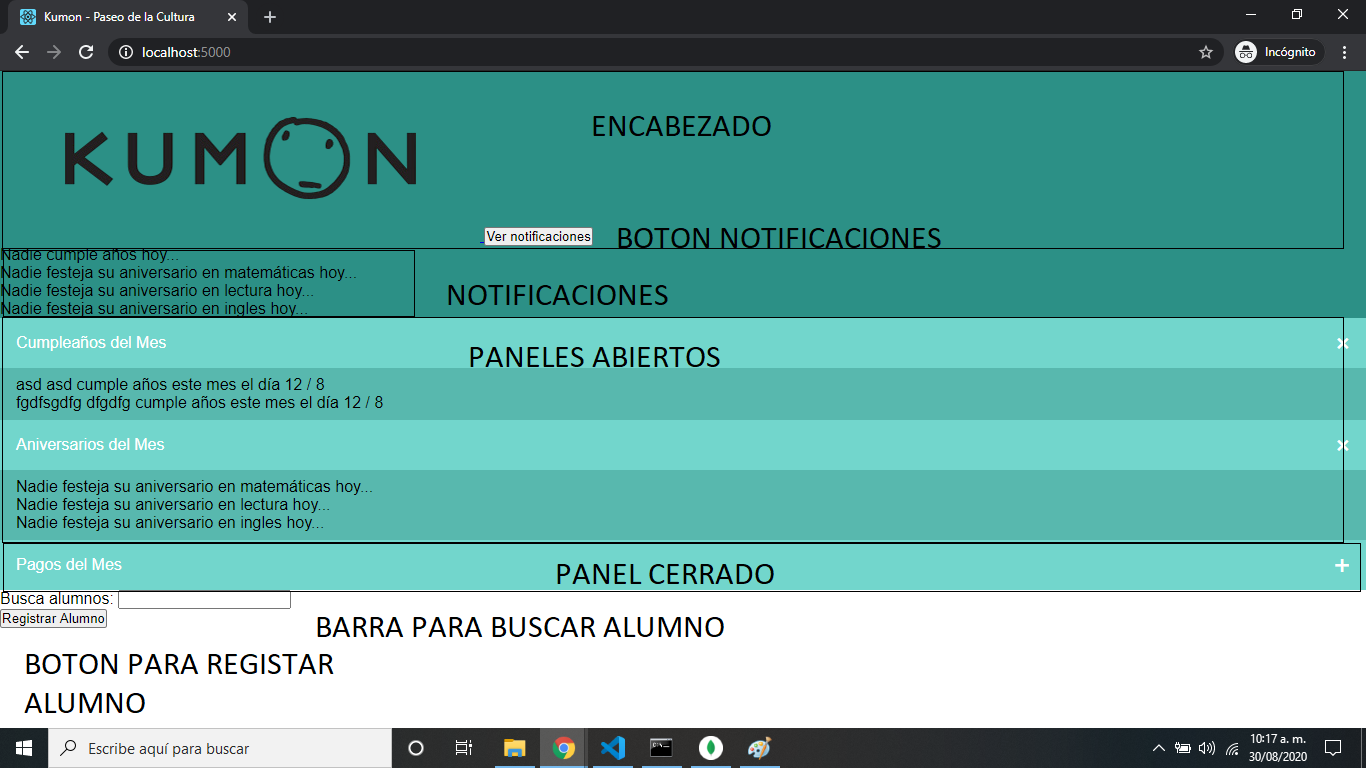 Kumon - Paseo de la Cultura
localhost:5000
Incógnito
ENCABEZADO
KUMON
Ver notificaciones
BOTON NOTIFICACIONES
Nadie cumple años hoy...
Nadie festeja su aniversario en matemáticas hoy...
Nadie festeja su aniversario en lectura hoy...
Nadie festeja su aniversario en ingles hoy...
NOTIFICACIONES
Cumpleaños del Mes
PANELES ABIERTOS
asd asd cumple años este mes el día 12 / 8
fgdfsgdfg dfgdfg cumple años este mes el día 12 / 8
Aniversarios del Mes
Nadie festeja su aniversario en matemáticas hoy...
Nadie festeja su aniversario en lectura hoy...
Nadie festeja su aniversario en ingles hoy...
Pagos del Mes
PANEL CERRADO
Busca alumnos:
Registrar Alumno
BARRA PARA BUSCAR ALUMNO
BOTON PARA REGISTAR
ALUMNO
Escribe aquí para buscar
10:17 a. m.
30/08/2020